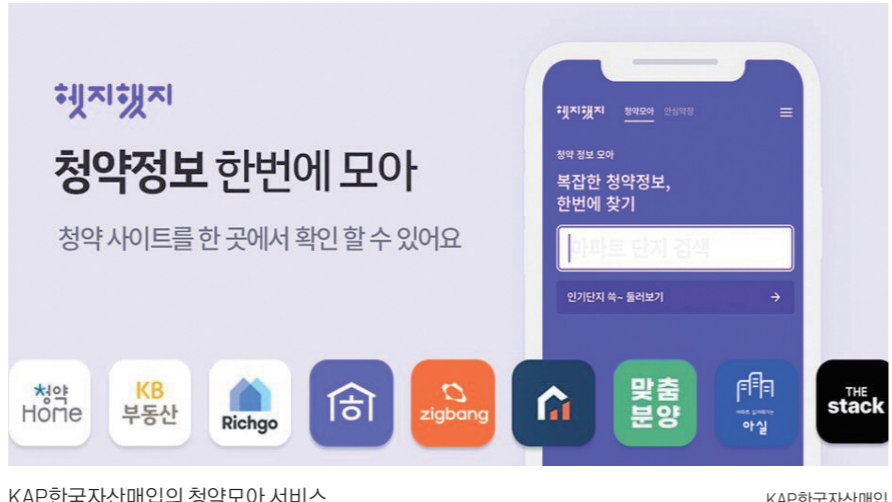 헷지했지
청약정보 한번에 모아
청약 사이트를 한 곳에서 확인 할 수 있어요
헷지했지 청약모아 안심약정
청약 정보 모아
복잡한 청약정보,
한번에 찾기
아파트 단지 검색
인기단지 쓱~ 둘러보기 →
청약 Home
KB 부동산
Richgo
zigbang
맞춤 분양
아실
THE stack
KAP한국자산매입의 청약모아 서비스
KAP한국자산매입